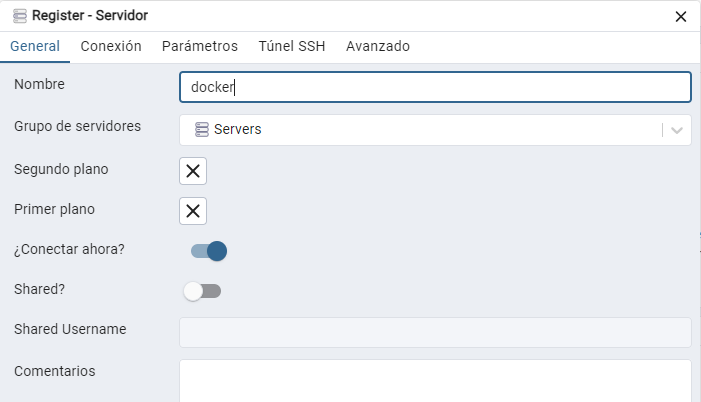 Register - Servidor
General Conexión Parámetros Túnel SSH Avanzado
Nombre docker
Grupo de servidores Servers
Segundo plano
Primer plano
¿Conectar ahora?
Shared?
Shared Username
Comentarios